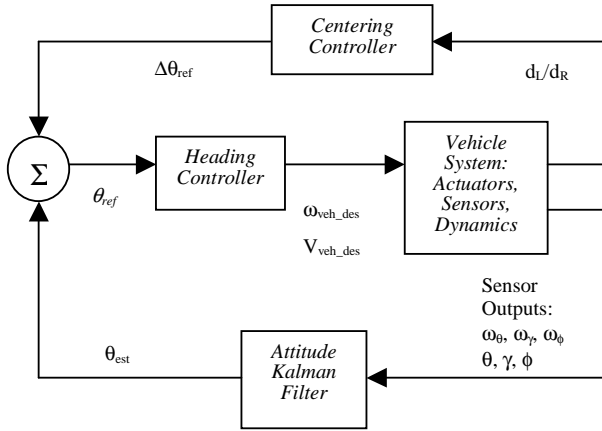 Centering
Controller
Δθref
dL/dR
Σ
θref
Heading
Controller
Vehicle
System:
Actuators,
Sensors,
Dynamics
ωveh_des
Vveh_des
Sensor
Outputs:
ωθ, ωγ, ωϕ
θ, γ, ϕ
θest
Attitude
Kalman
Filter